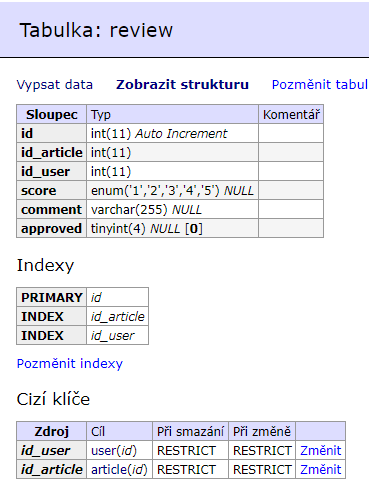 Tabulka: review
Vypsat data Zobrazit strukturu Pozměnit tabul
Sloupec Typ Komentář
id int(11) Auto Increment
id_article int(11)
id_user int(11)
score enum('1','2','3','4','5') NULL
comment varchar(255) NULL
approved tinyint(4) NULL [0]
Indexy
PRIMARY id
INDEX id_article
INDEX id_user
Pozměnit indexy
Cizí klíče
Zdroj Cíl Při smazání Při změně
id_user user(id) RESTRICT RESTRICT Změnit
id_article article(id) RESTRICT RESTRICT Změnit